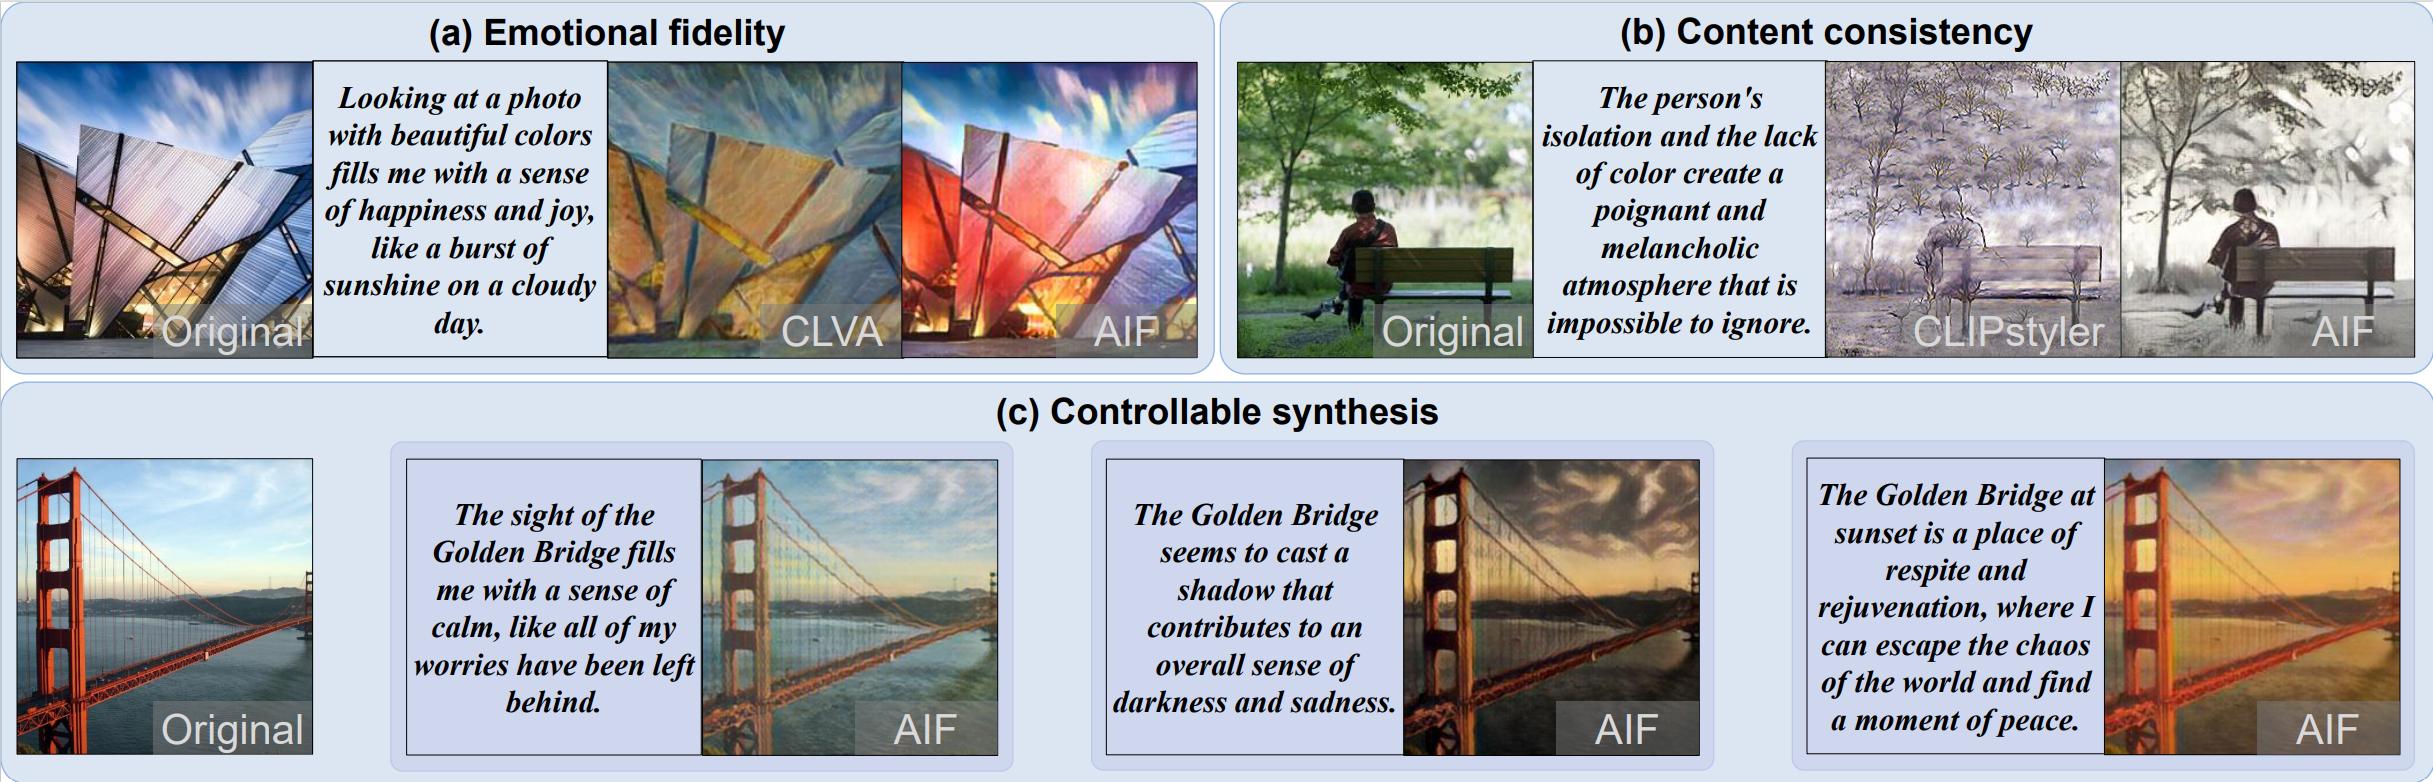 (a) Emotional fidelity
Original
Looking at a photo
with beautiful colors
fills me with a sense
of happiness and joy,
like a burst of
sunshine on a cloudy
day.
CLVA
AIF
(b) Content consistency
Original
The person's
isolation and the lack
of color create a
poignant and
melancholic
atmosphere that is
impossible to ignore.
CLIPstyler
AIF
(c) Controllable synthesis
Original
The sight of the
Golden Bridge fills
me with a sense of
calm, like all of my
worries have been left
behind.
AIF
The Golden Bridge
seems to cast a
shadow that
contributes to an
overall sense of
darkness and sadness.
AIF
The Golden Bridge at
sunset is a place of
respite and
rejuvenation, where I
can escape the chaos
of the world and find
a moment of peace.
AIF